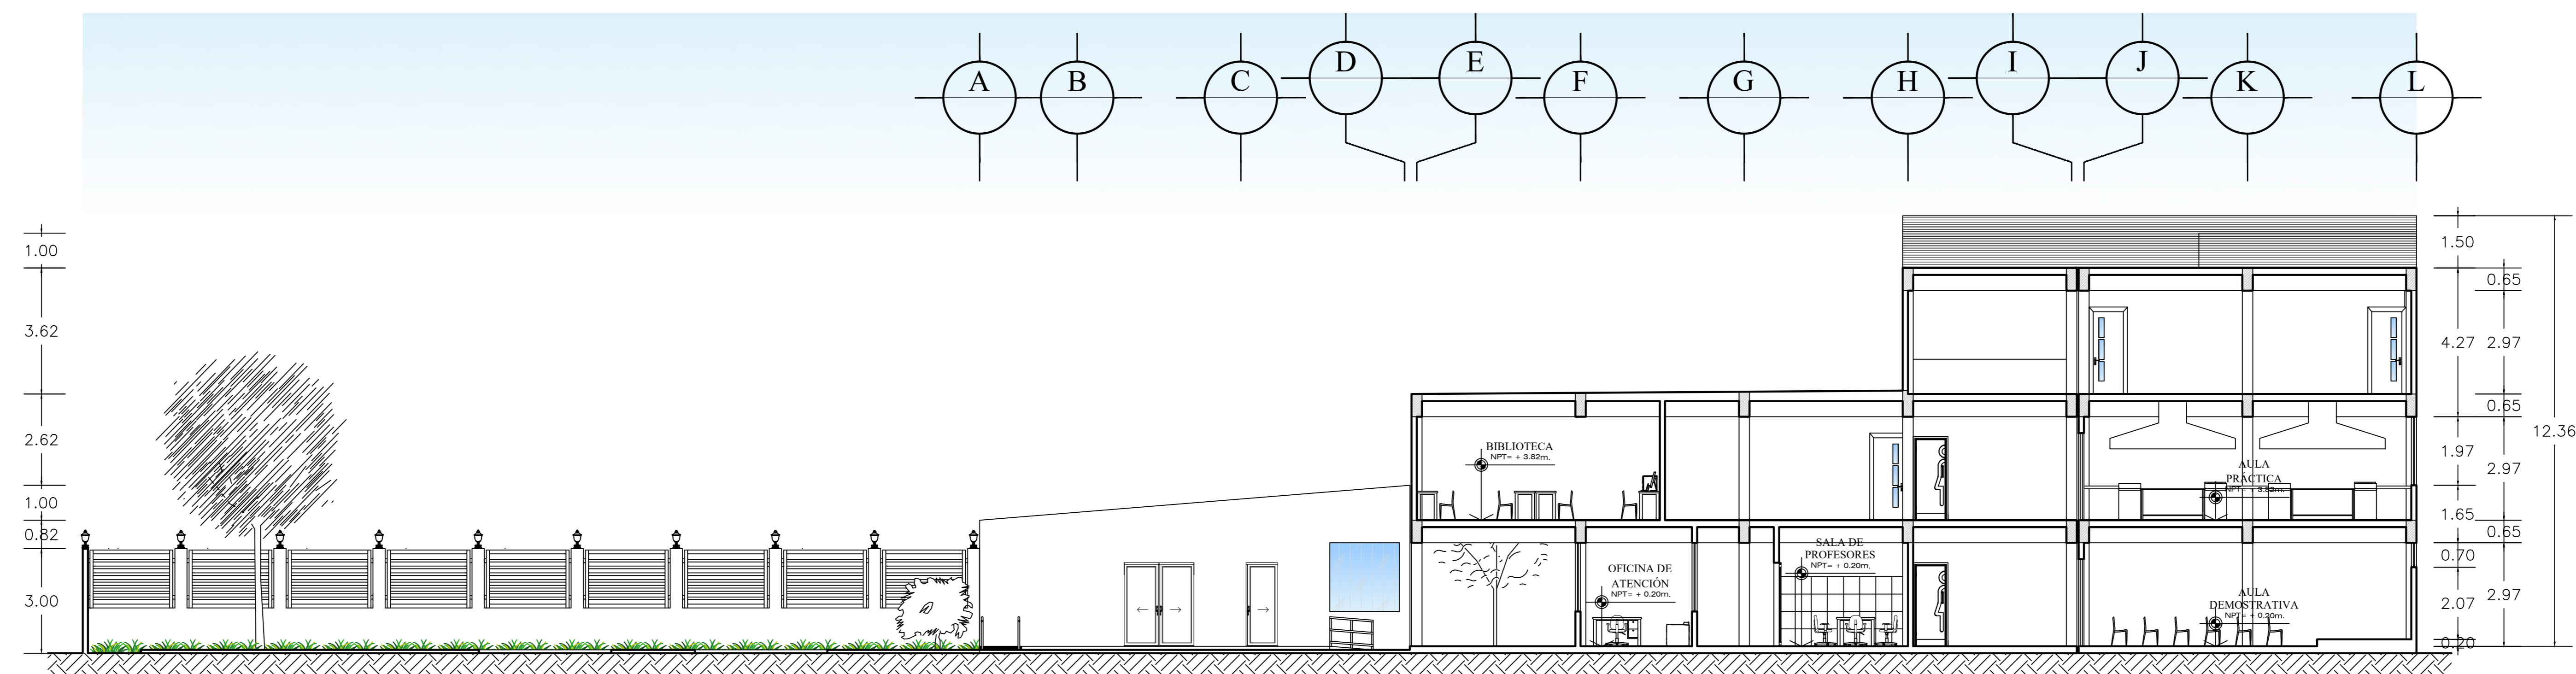 A
B
C
D
E
F
G
H
I
J
K
L
1.00
3.62
2.62
1.00
0.82
3.00
BIBLIOTECA
NPT= + 3.82m.
OFICINA DE
ATENCIÓN
NPT= + 0.20m.
SALA DE
PROFESORES
NPT= + 0.20m.
AULA
PRÁCTICA
NPT= + 3.82m.
AULA
DEMOSTRATIVA
NPT= + 0.20m.
1.50
4.27
1.97
1.65
0.70
2.07
0.20
0.65
2.97
0.65
2.97
0.65
2.97
12.36